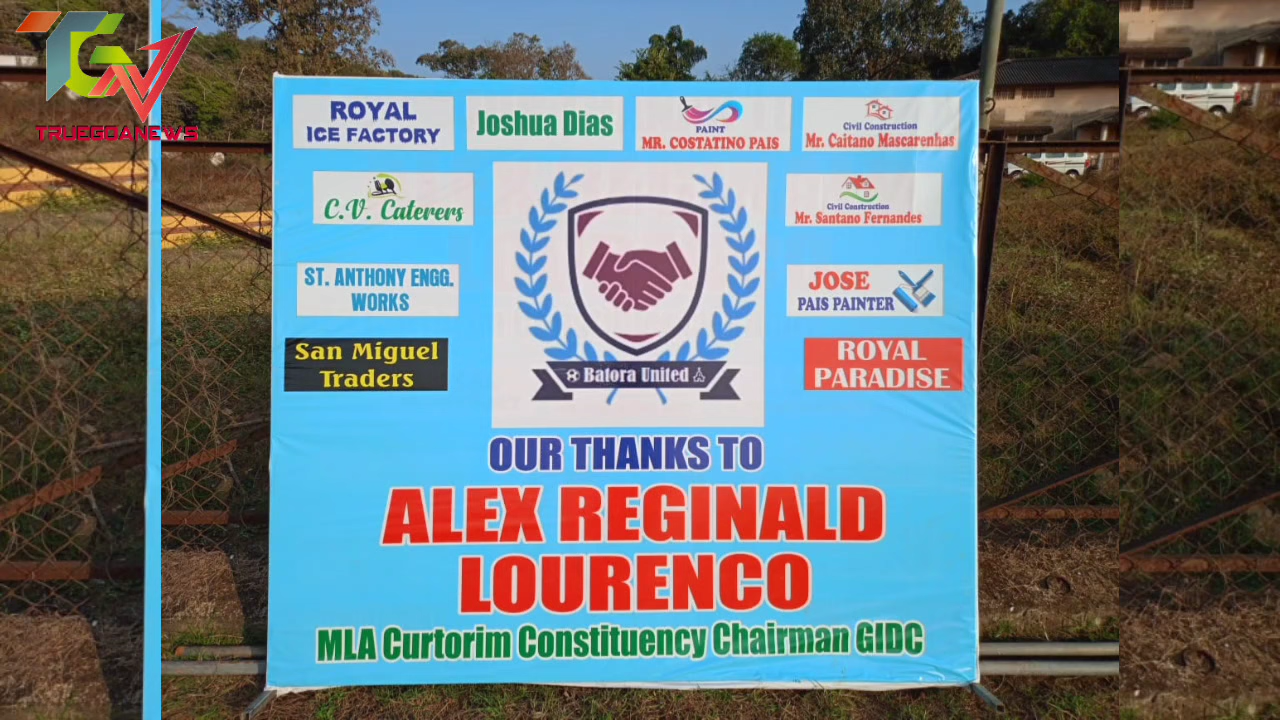 TGN
TRUEGOANEWS
ROYAL
ICE FACTORY
Joshua Dias
PAINT
MR. COSTATINO PAIS
Civil Construction
Mr. Caitano Mascarenhas
C.V. Caterers
Civil Construction
Mr. Santano Fernandes
ST. ANTHONY ENGG.
WORKS
JOSE
PAIS PAINTER
San Miguel
Traders
ROYAL
PARADISE
Batora United
OUR THANKS TO
ALEX REGINALD
LOURENCO
MLA Curtorim Constituency Chairman GIDC